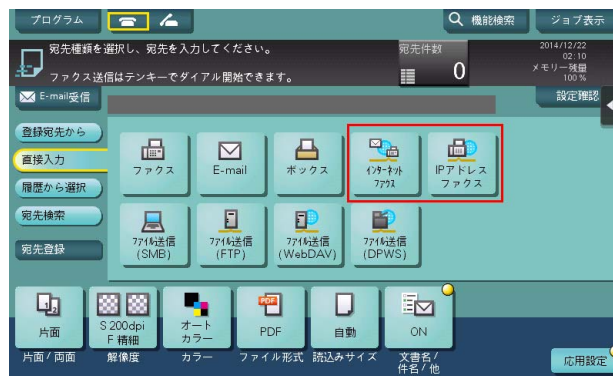 プログラム
機能検索
ジョブ表示
宛先種類を選択し、宛先を入力してください。
ファクス送信はテンキーでダイアル開始できます。
宛先件数
0
2014/12/22
02:10
メモリー残量
100 %
E-mail受信
設定確認
登録宛先から
直接入力
履歴から選択
宛先検索
宛先登録
ファクス
E-mail
ボックス
インターネット
ファクス
IPアドレス
ファクス
ファイル送信
(SMB)
ファイル送信
(FTP)
ファイル送信
(WebDAV)
ファイル送信
(DPWS)
片面
S 200dpi
F 精細
オート
カラー
PDF
自動
ON
片面 / 両面
解像度
カラー
ファイル形式
読込みサイズ
文書名 /
件名 / 他
応用設定